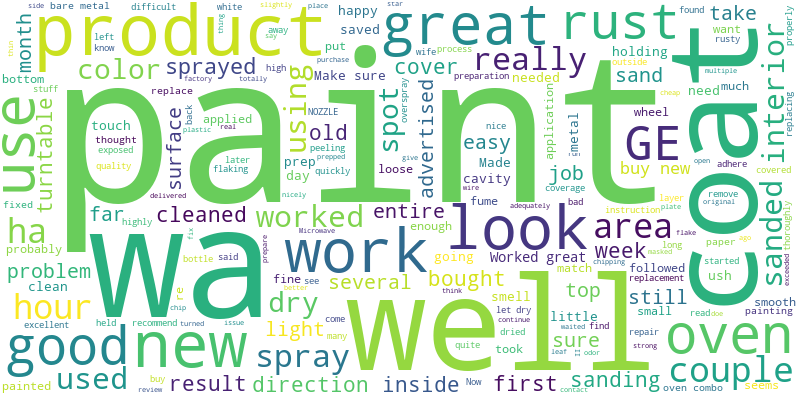 side bare metal difficult white slightly place star found process side product great rust take
month left know thing away say happy saved wife purchase want rusty properly
color sprayed factory totally high put Make sure cover holding preparation needed outside cheap multiple interior
bottom stuff replace NOZZLE overspray really sand need much replacing
use turntable touch applied back plastic real using spot advertised easy nice application metal wheel GE buy new coat
thought exposed quality surface peeling flaking later quickly prepped old prep day loose give Made cavity fume wire job coverage adhere open covered
fixed far highly cleaned nicely entire adequately bad instruction layer plate remove original
paint
ha probably worked enough Worked great area week paper flake sanded thoroughly
problem clean fix bottle said prepare Microwave work going look match masked long started ush
wa re chip fine see several bought smell followed replacement read does exceeded
hour held better dry come think top still small smooth painting
excellent recommend turned issue light many quite let dry continue little chipping repair strong oven
good new dried waited find sure
well took leaf odor sanding couple
painted used buy review spray result direction inside Now first II contact oven combo seems